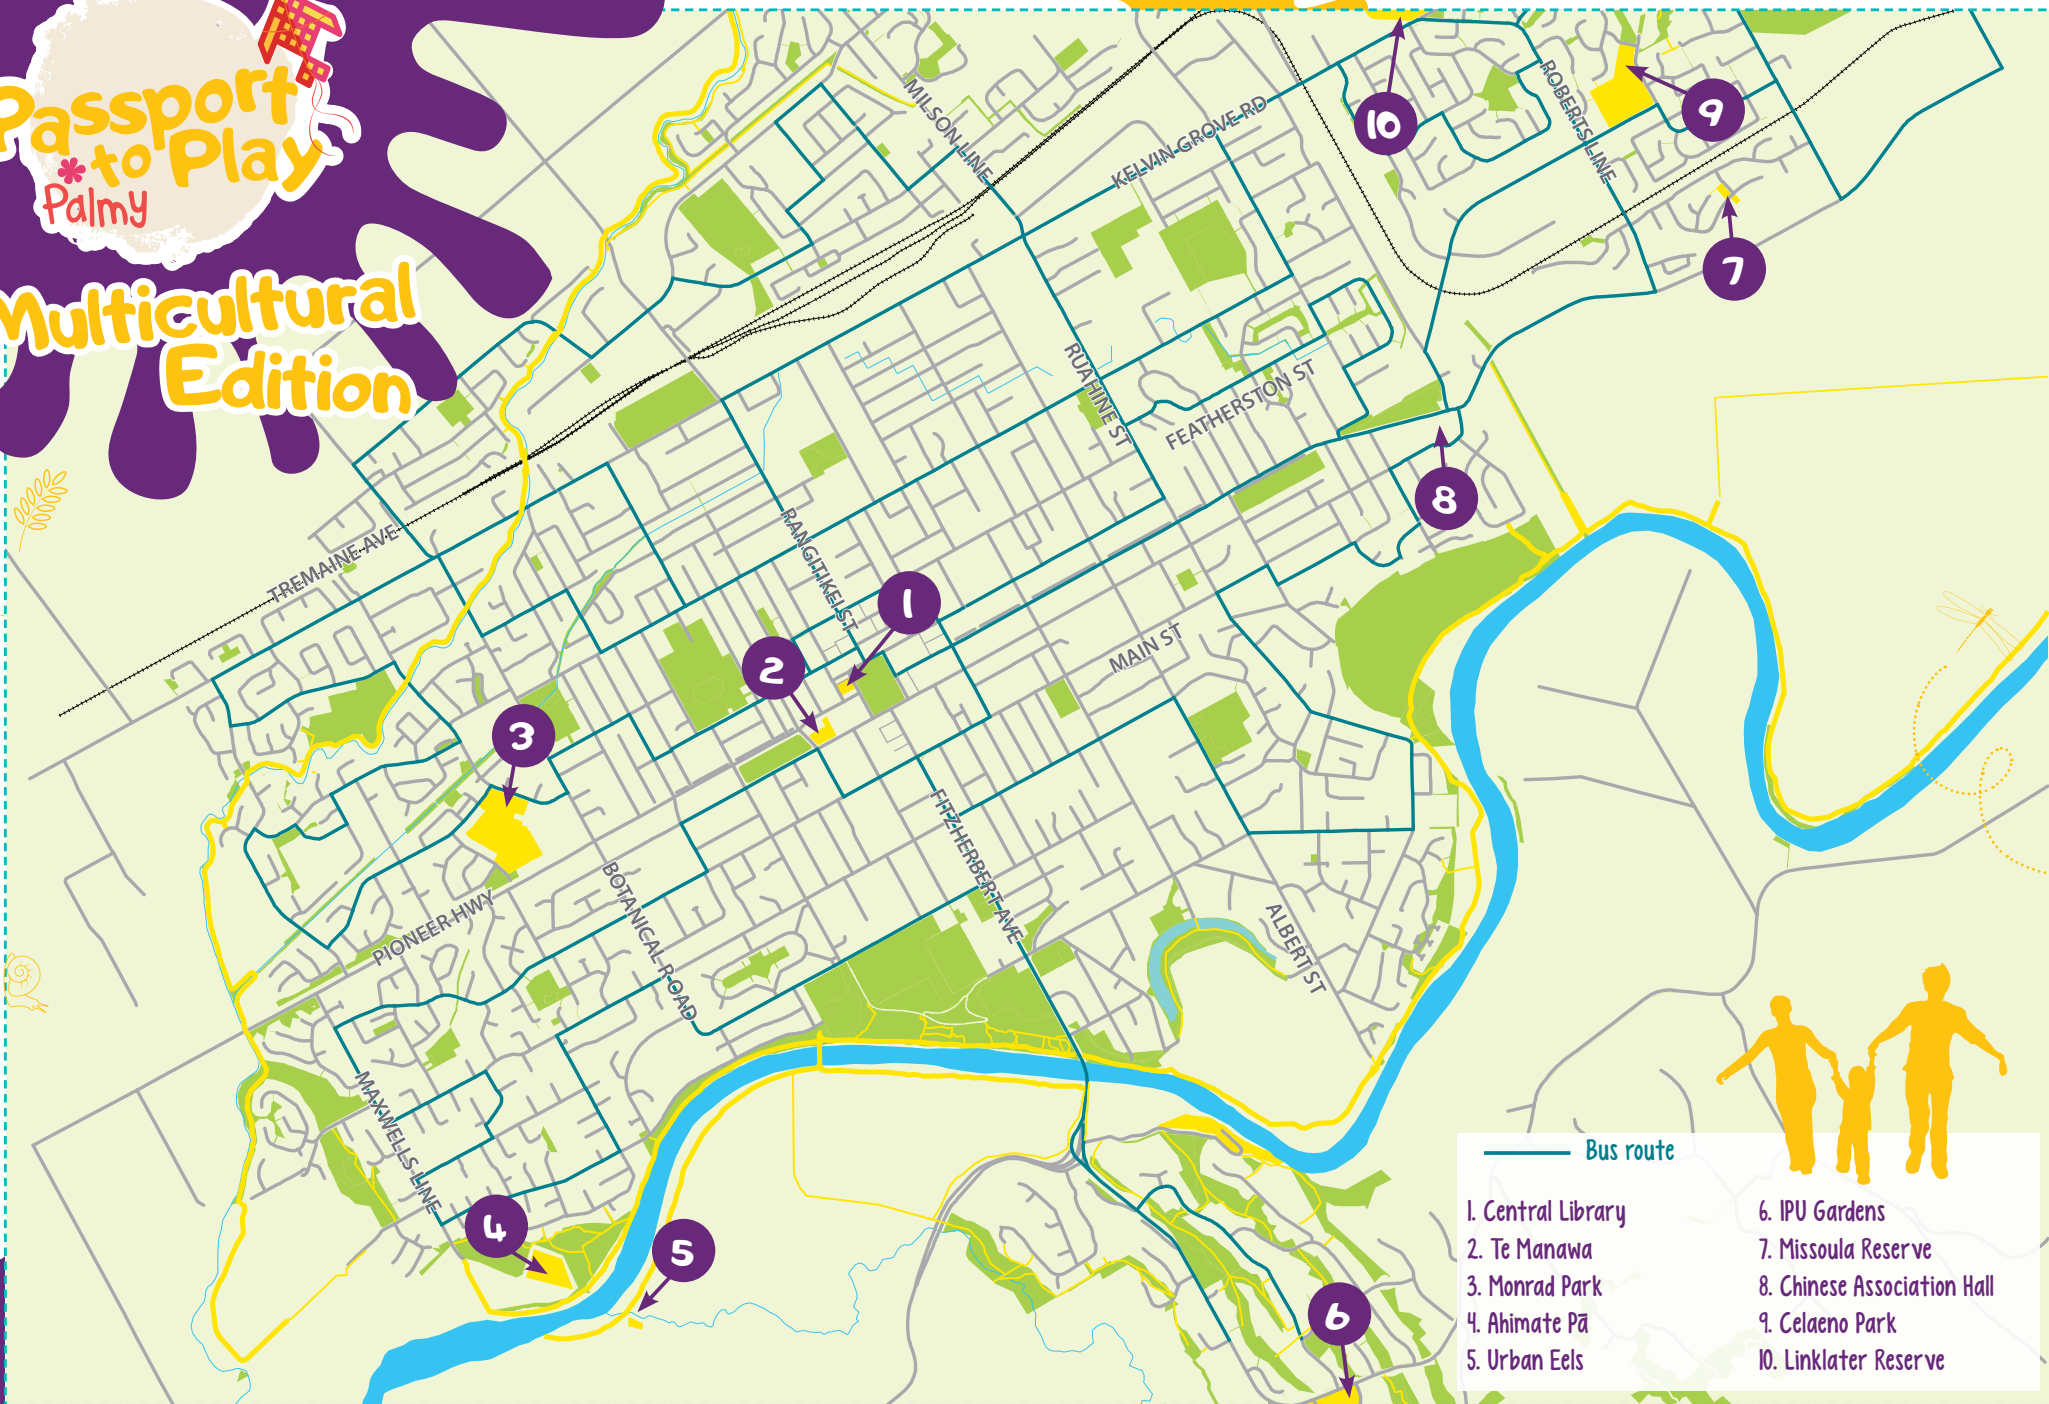 Passport
to Play
Palmy
Multicultural
Edition
MILSON LINE
KELVIN GROVE RD
ROBERTS LINE
10
9
7
RUAHINE ST
FEATHERSTON ST
8
TREMAINE AVE
RANGITIKEI ST
1
2
MAIN ST
3
FITZHERBERT AVE
BOTANICAL ROAD
PIONEER HWY
ALBERT ST
MAXWELLS LINE
4
5
6
Bus route
1. Central Library
2. Te Manawa
3. Monrad Park
4. Ahimate Pā
5. Urban Eels
6. IPU Gardens
7. Missoula Reserve
8. Chinese Association Hall
9. Celaeno Park
10. Linklater Reserve